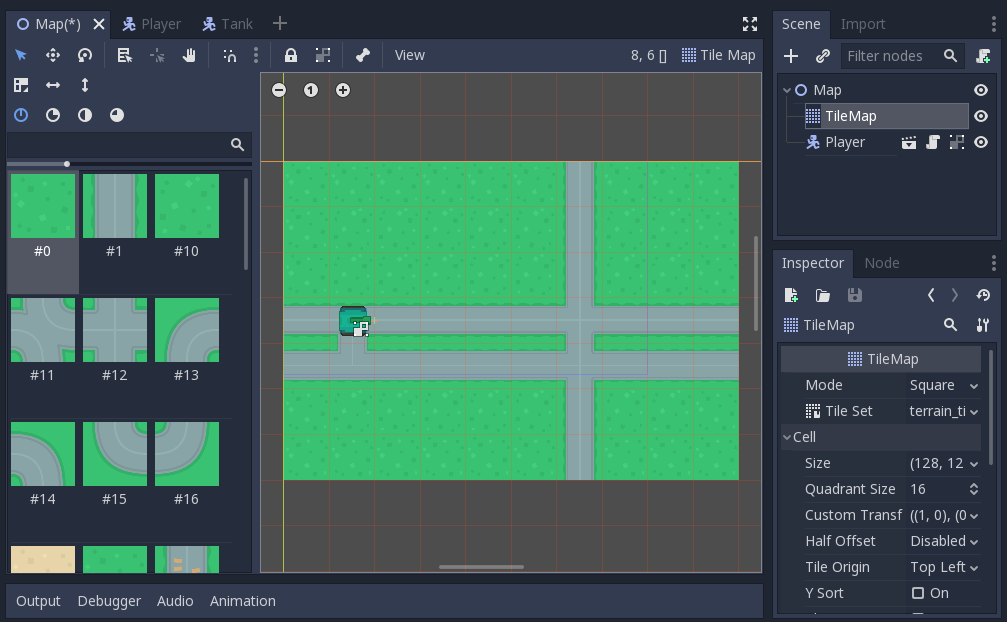 Map(*)
Player
Tank
View
8, 6 []
Tile Map
1
#0
#1
#10
#11
#12
#13
#14
#15
#16
Output
Debugger
Audio
Animation
Scene
Import
Filter nodes
Map
TileMap
Player
Inspector
Node
TileMap
TileMap
Mode
Square
Tile Set
terrain_ti
Cell
Size
(128, 12
Quadrant Size
16
Custom Transf
((1, 0), (0
Half Offset
Disabled
Tile Origin
Top Left
Y Sort
On